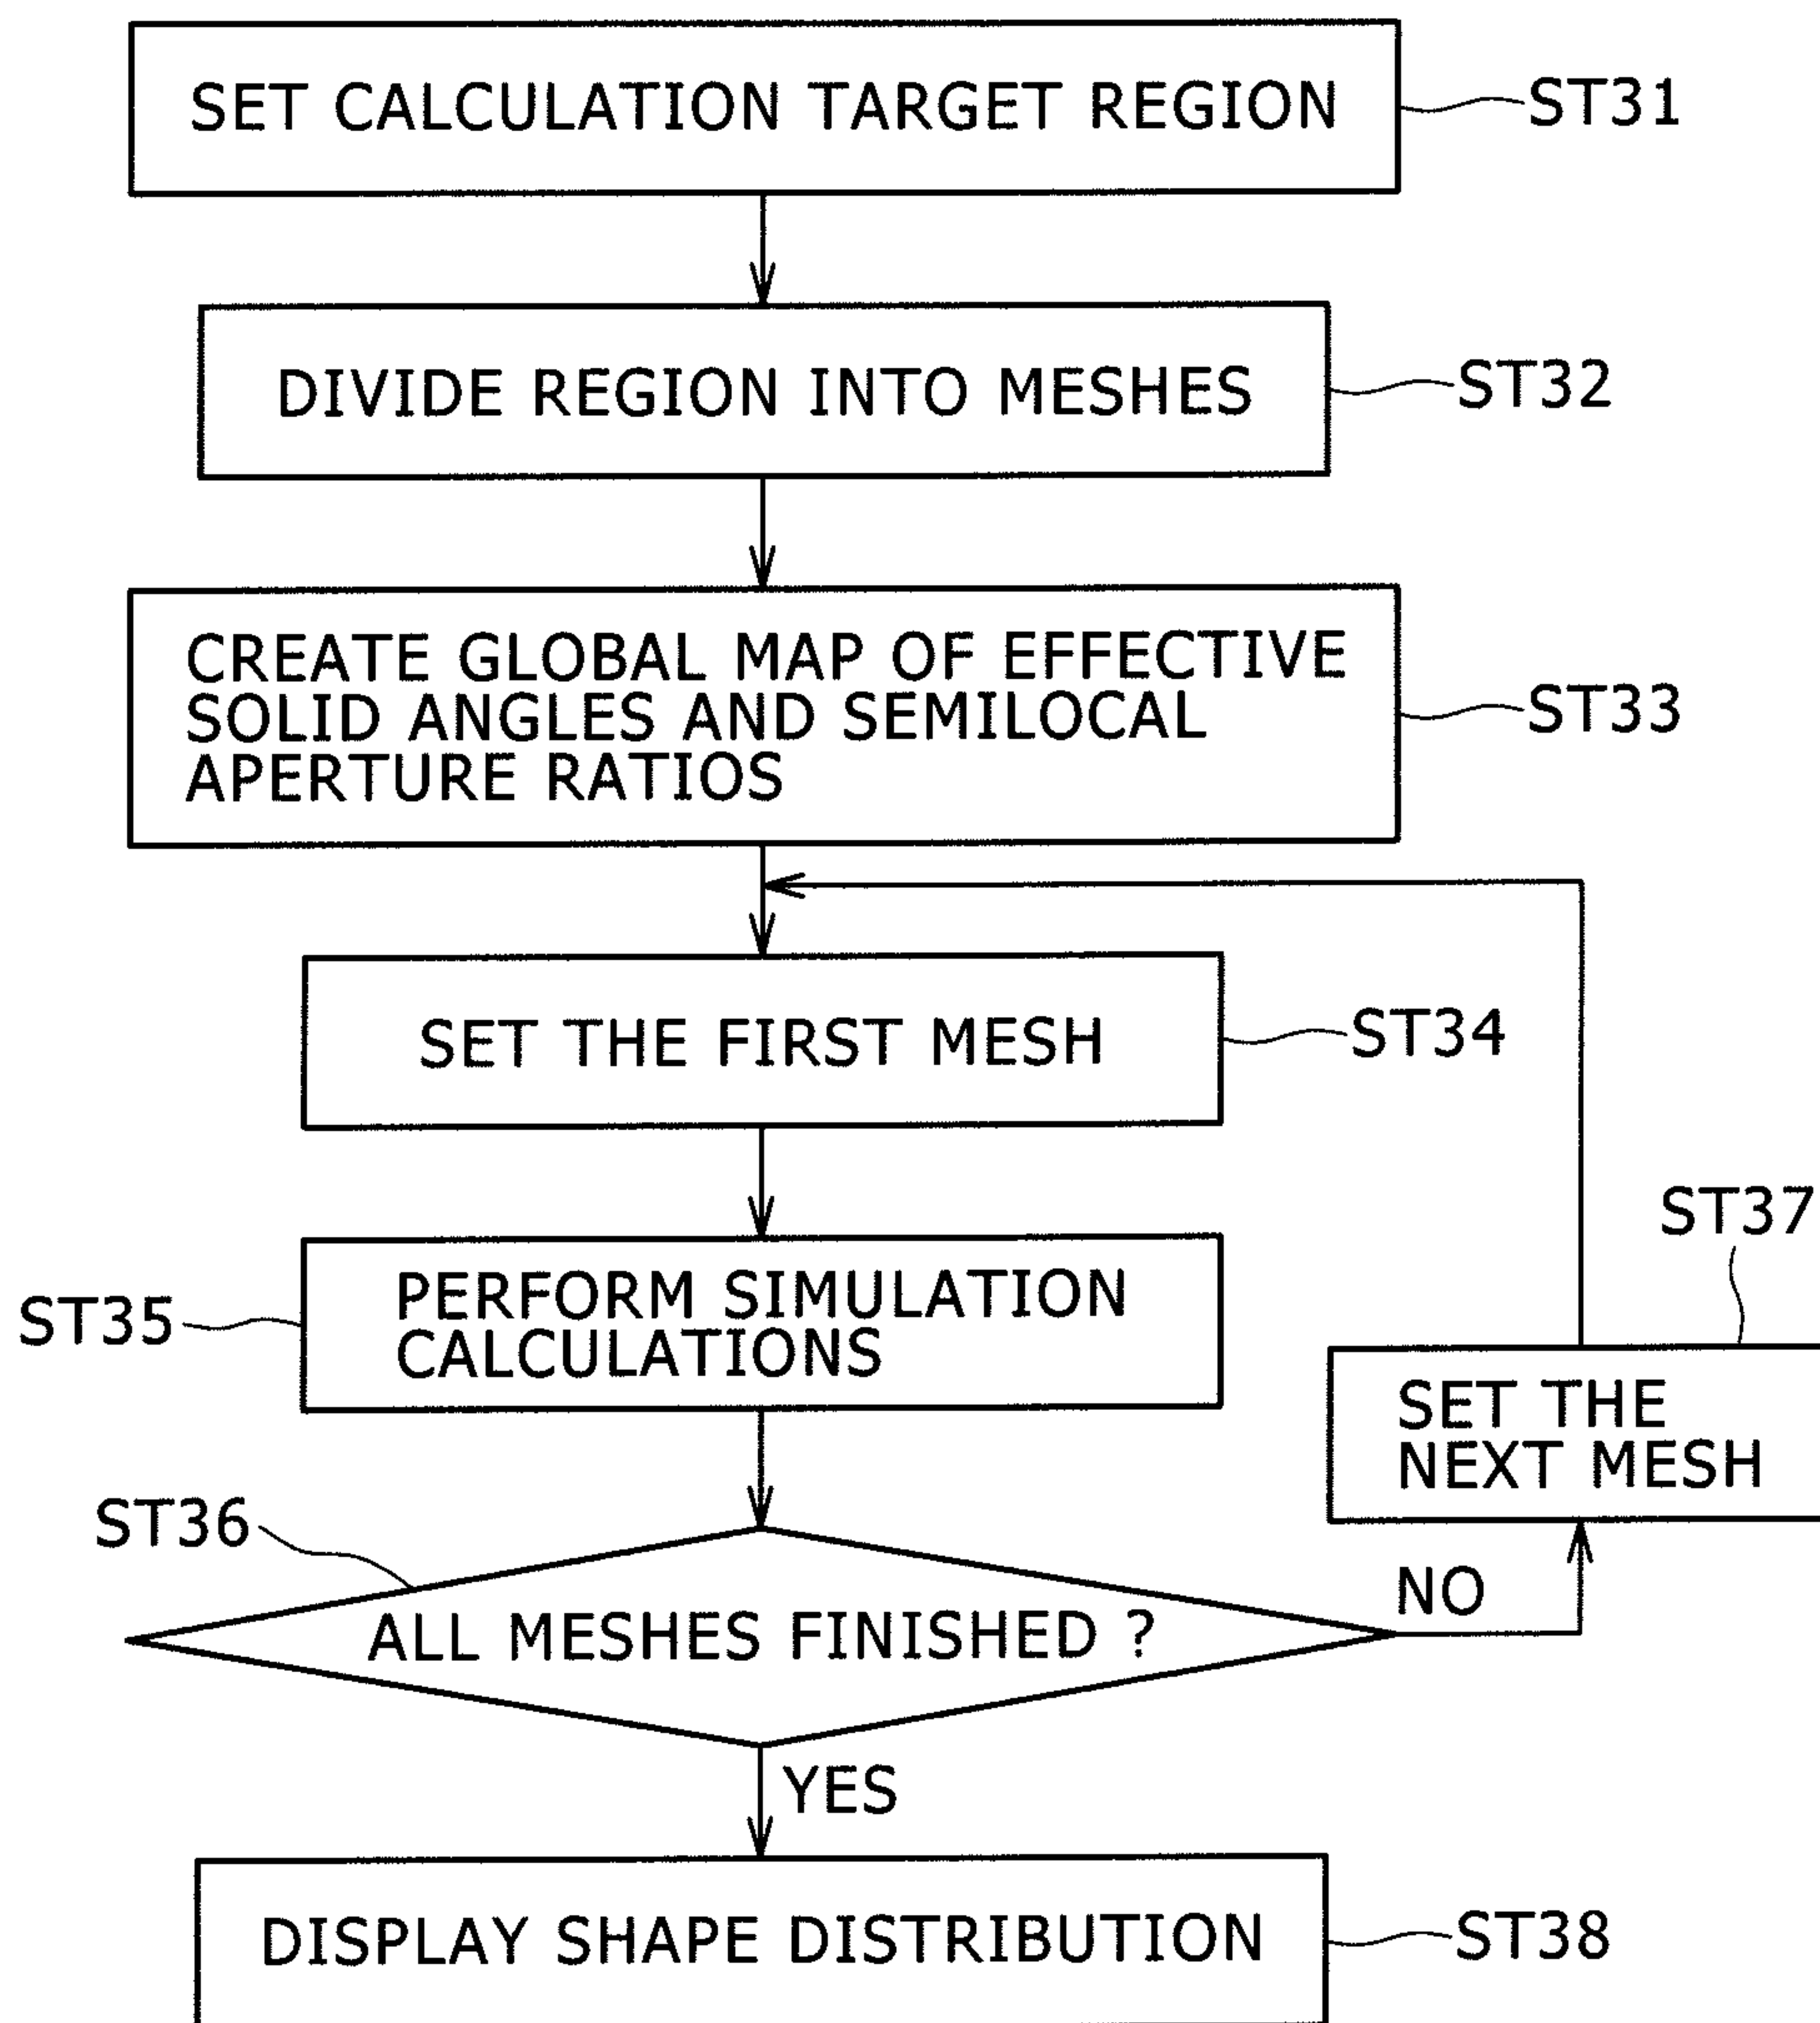 SET CALCULATION TARGET REGION
ST31
DIVIDE REGION INTO MESHES
ST32
CREATE GLOBAL MAP OF EFFECTIVE
SOLID ANGLES AND SEMILOCAL
APERTURE RATIOS
ST33
SET THE FIRST MESH
ST34
PERFORM SIMULATION
CALCULATIONS
ST35
ST37
SET THE
NEXT MESH
ST36
ALL MESHES FINISHED ?
NO
YES
DISPLAY SHAPE DISTRIBUTION
ST38